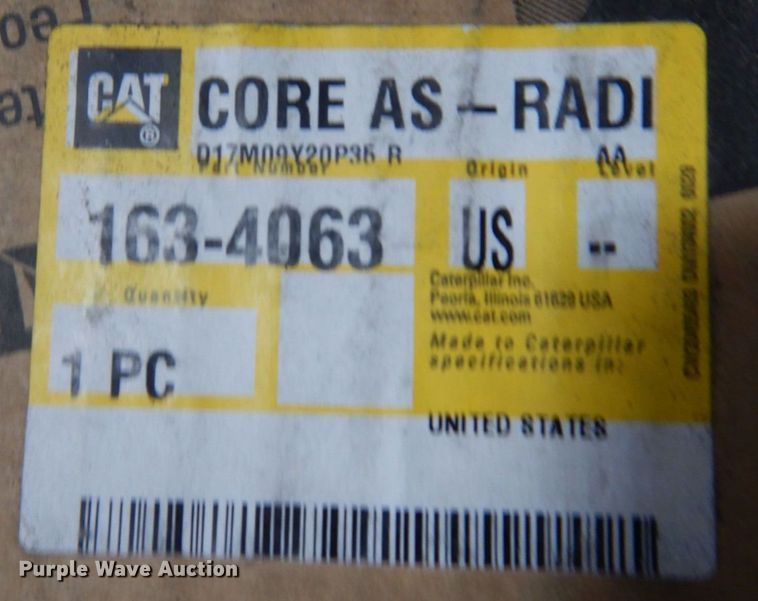 CAT
®
CORE AS – RADI
Part Number
Origin
Level
AA
163-4063
US
--
Quantity
1 PC
Caterpillar Inc.
Peoria, Illinois 61629 USA
www.cat.com
Made to Caterpillar
specifications in:
UNITED STATES
Purple Wave Auction